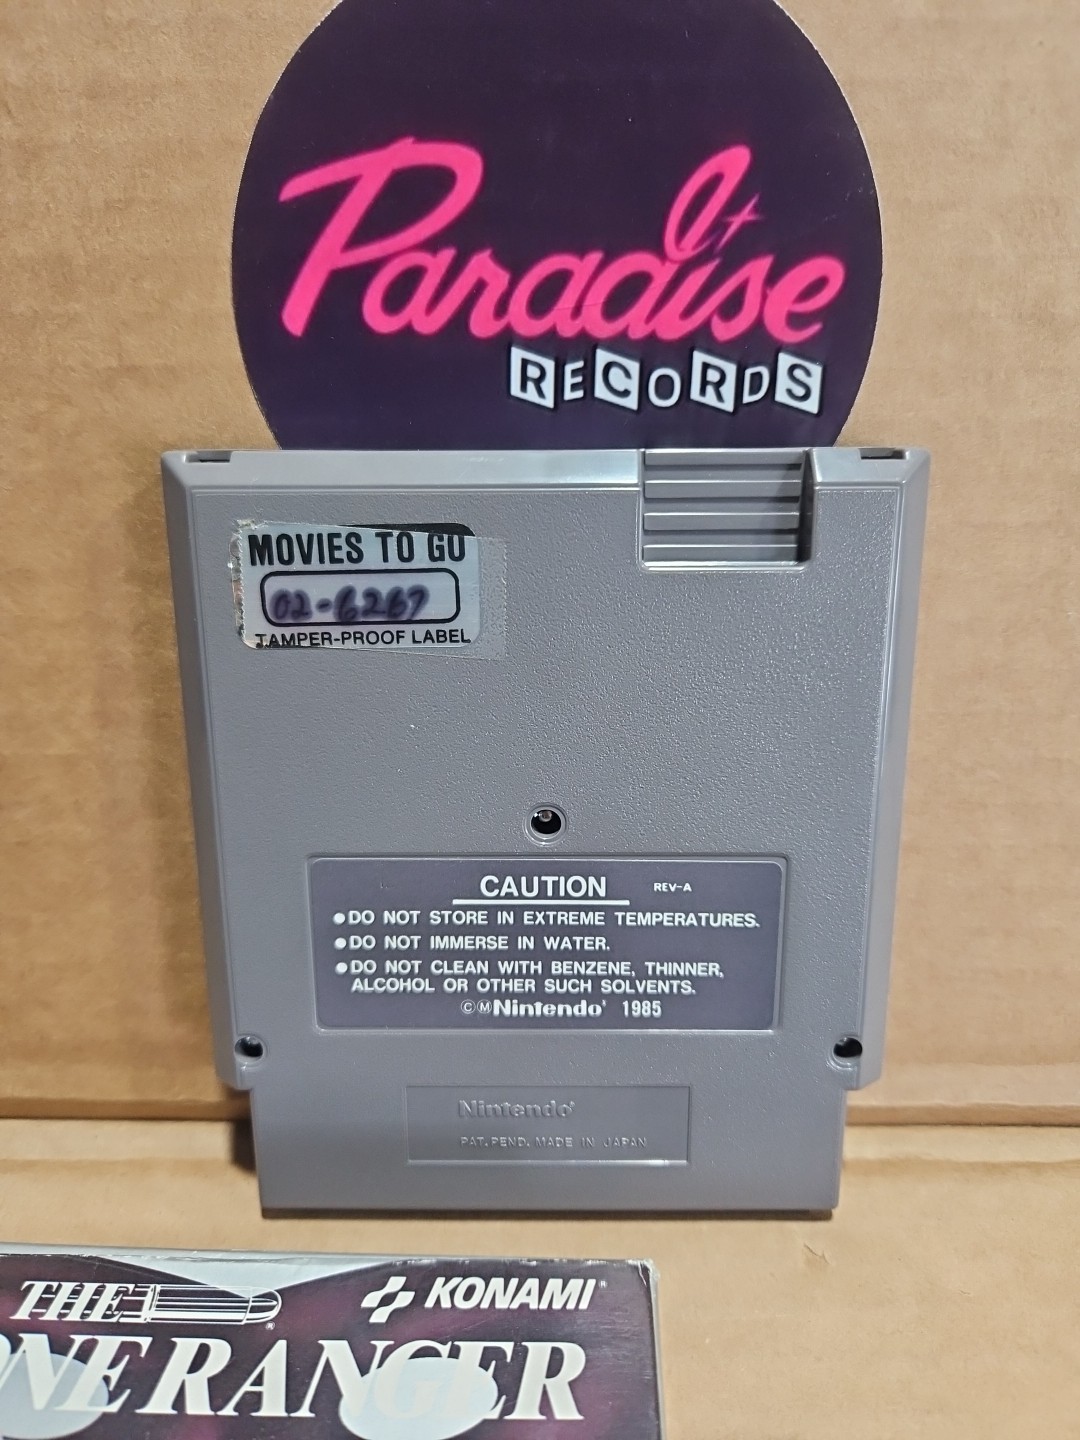 Paradise
RECORDS
MOVIES TO GO
02-6267
TAMPER-PROOF LABEL
CAUTION REV-A
●DO NOT STORE IN EXTREME TEMPERATURES.
●DO NOT IMMERSE IN WATER.
●DO NOT CLEAN WITH BENZENE, THINNER,
ALCOHOL OR OTHER SUCH SOLVENTS.
©Ⓜ Nintendo® 1985
Nintendo®
PAT. PEND. MADE IN JAPAN
THE ® KONAMI®
ONE RANGER